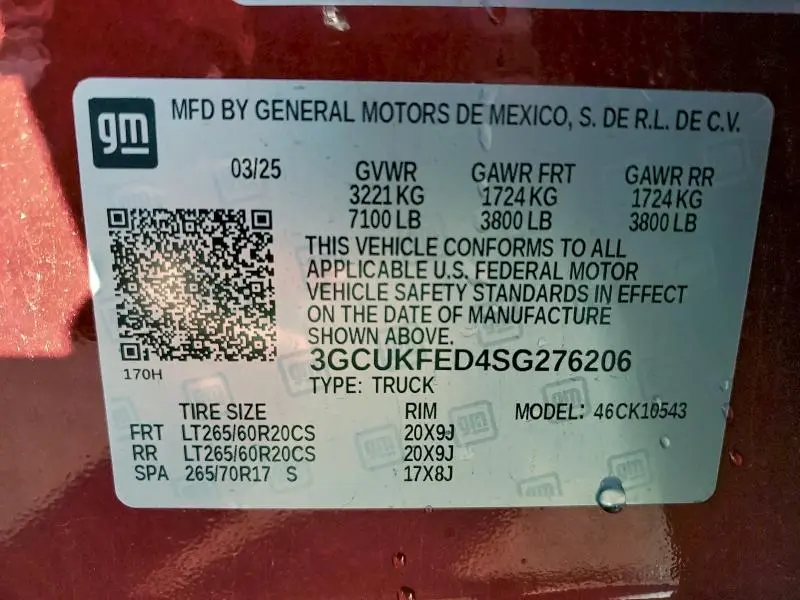 gm
MFD BY GENERAL MOTORS DE MEXICO, S. DE R.L. DE C.V.
03/25 GVWR GAWR FRT GAWR RR
3221 KG 1724 KG 1724 KG
7100 LB 3800 LB 3800 LB
THIS VEHICLE CONFORMS TO ALL
APPLICABLE U.S. FEDERAL MOTOR
VEHICLE SAFETY STANDARDS IN EFFECT
ON THE DATE OF MANUFACTURE
SHOWN ABOVE.
3GCUKFED4SG276206
170H
TYPE: TRUCK
TIRE SIZE RIM MODEL: 46CK10543
FRT LT265/60R20CS 20X9J
RR LT265/60R20CS 20X9J
SPA 265/70R17 S 17X8J